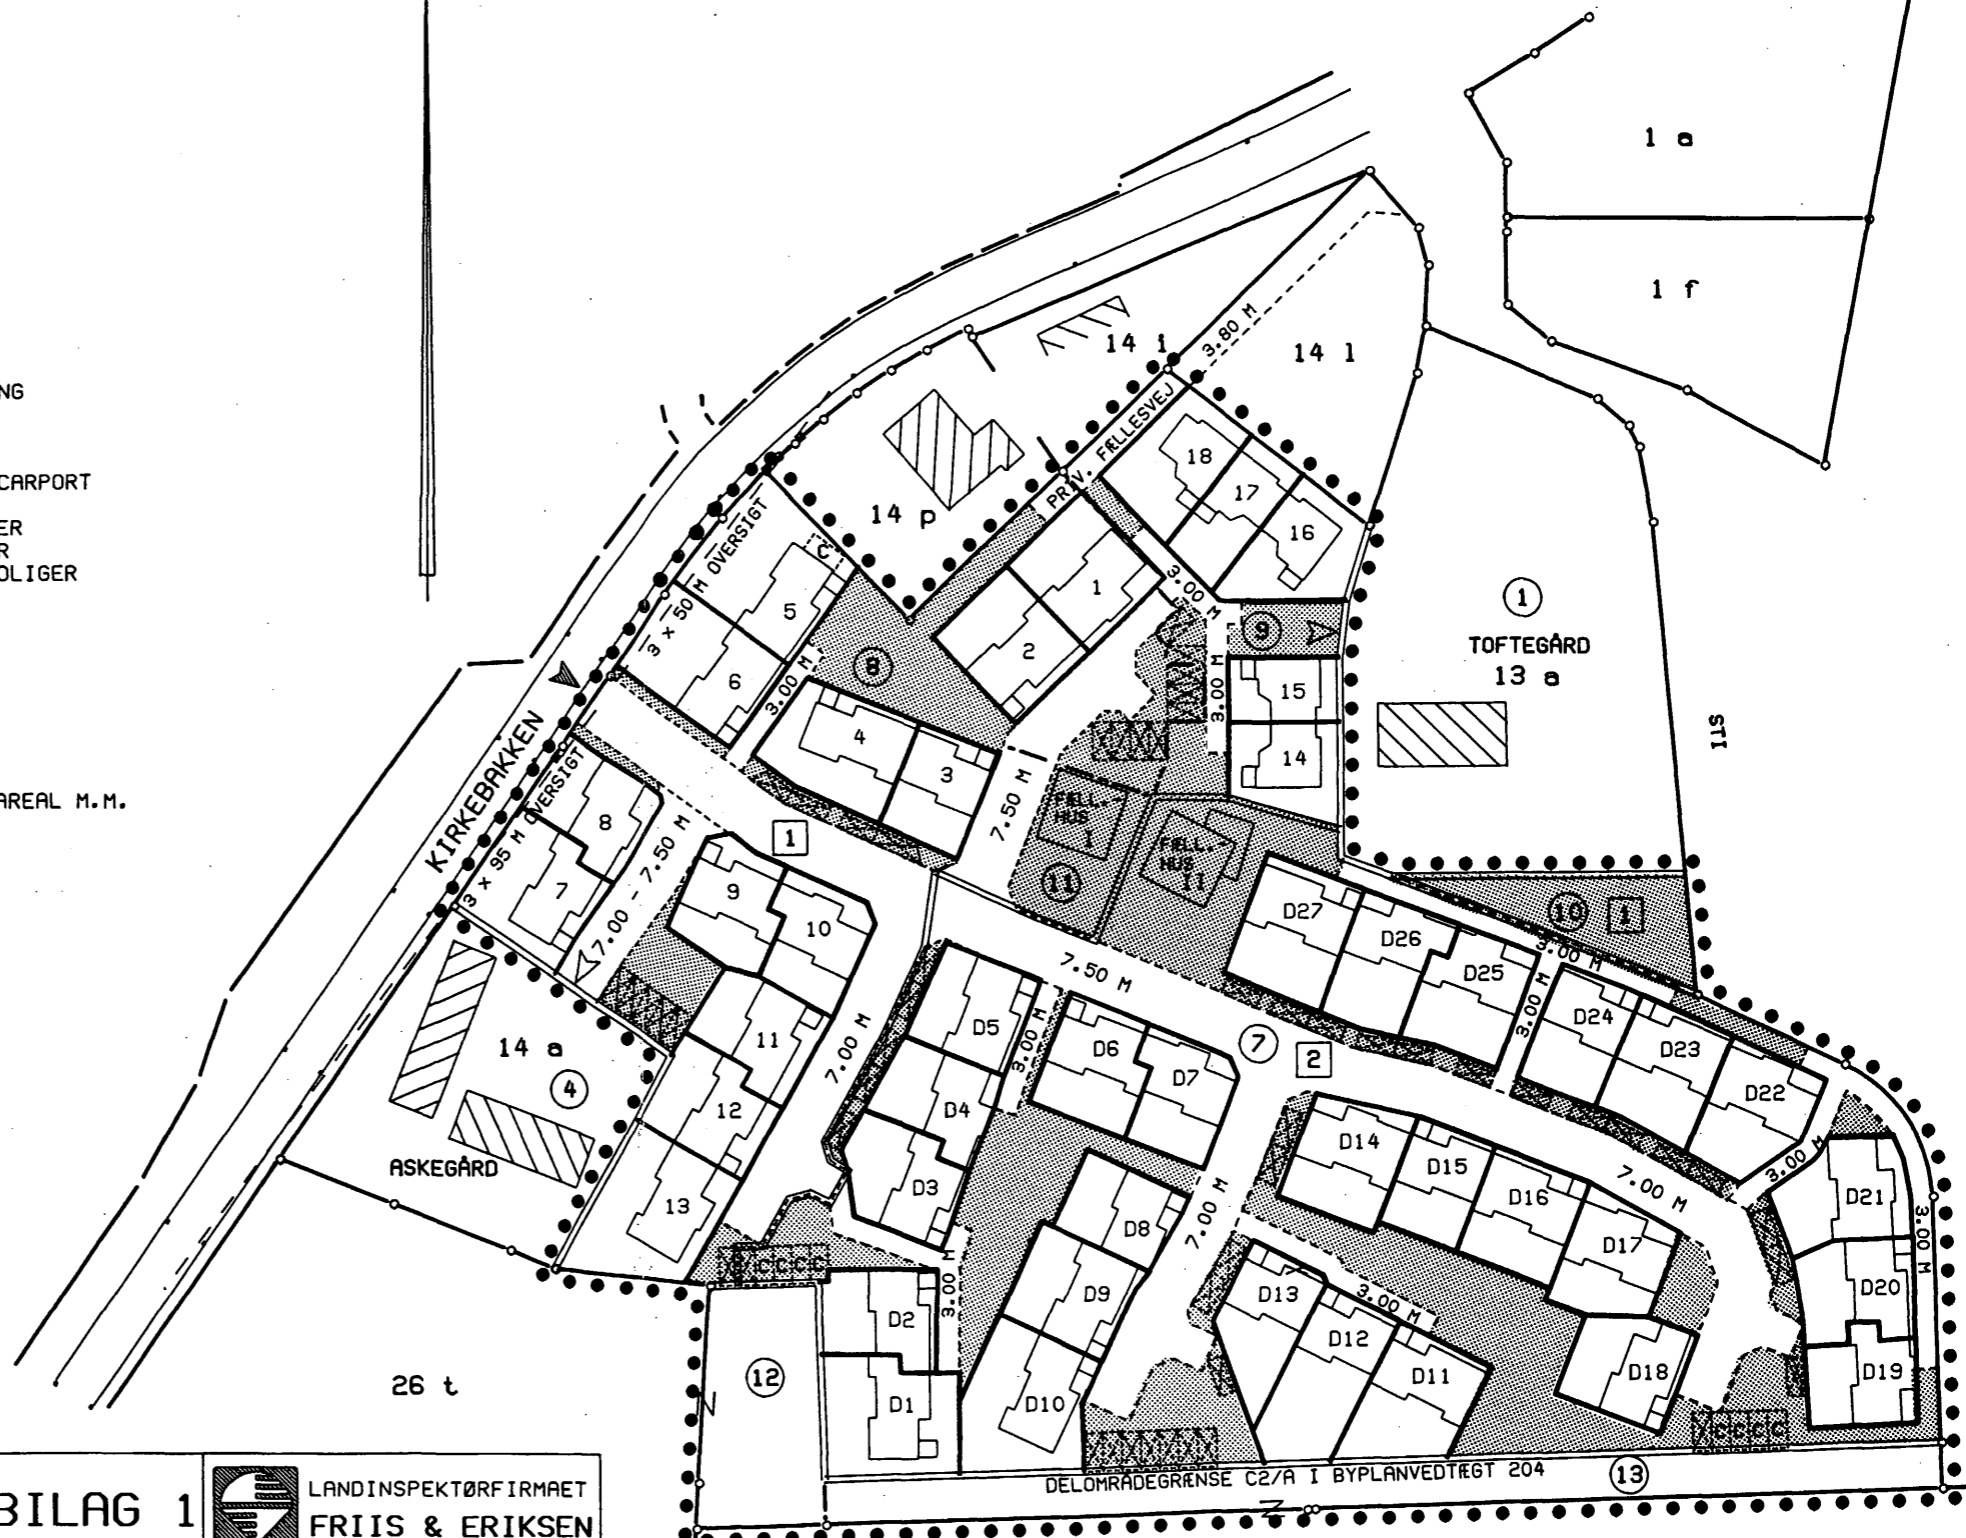 1 a
1 f
14 i
3.80 M
14 l
NG
CARPORT
ER
R
OLIGER
AREAL M.M.
PRIV. FÆLLESVEJ
14 p
18
17
16
3 × 50 M OVERSIGT
C
5
6
1
2
3.00 M
8
9
1
TOFTEGÅRD
13 a
STI
3.00 M
3.00 M
15
14
4
3
7.50 M
KIRKEBAKKEN
3 × 95 M OVERSIGT
8
7
7.00 - 7.50 M
1
FÆLL.-
HUS
I
FÆLL.-
HUS
II
11
9
10
10
1
3.00 M
D27
D26
D25
7.50 M
3.00 M
D24
D23
D22
7
2
14 a
4
ASKEGÅRD
11
12
13
7.00 M
D5
D4
D3
3.00 M
D6
D7
D14
D15
D16
D17
7.00 M
3.00 M
D21
D20
D19
3.00 M
D8
D9
D10
7.00 M
D13
D12
D11
3.00 M
D18
C C C C
C C C C
3.00 M
D2
D1
12
26 t
DELOMRÅDEGRÆNSE C2/A I BYPLANVEDTÆGT 204
13
BILAG 1
LANDINSPEKTØRFIRMAET
FRIIS & ERIKSEN